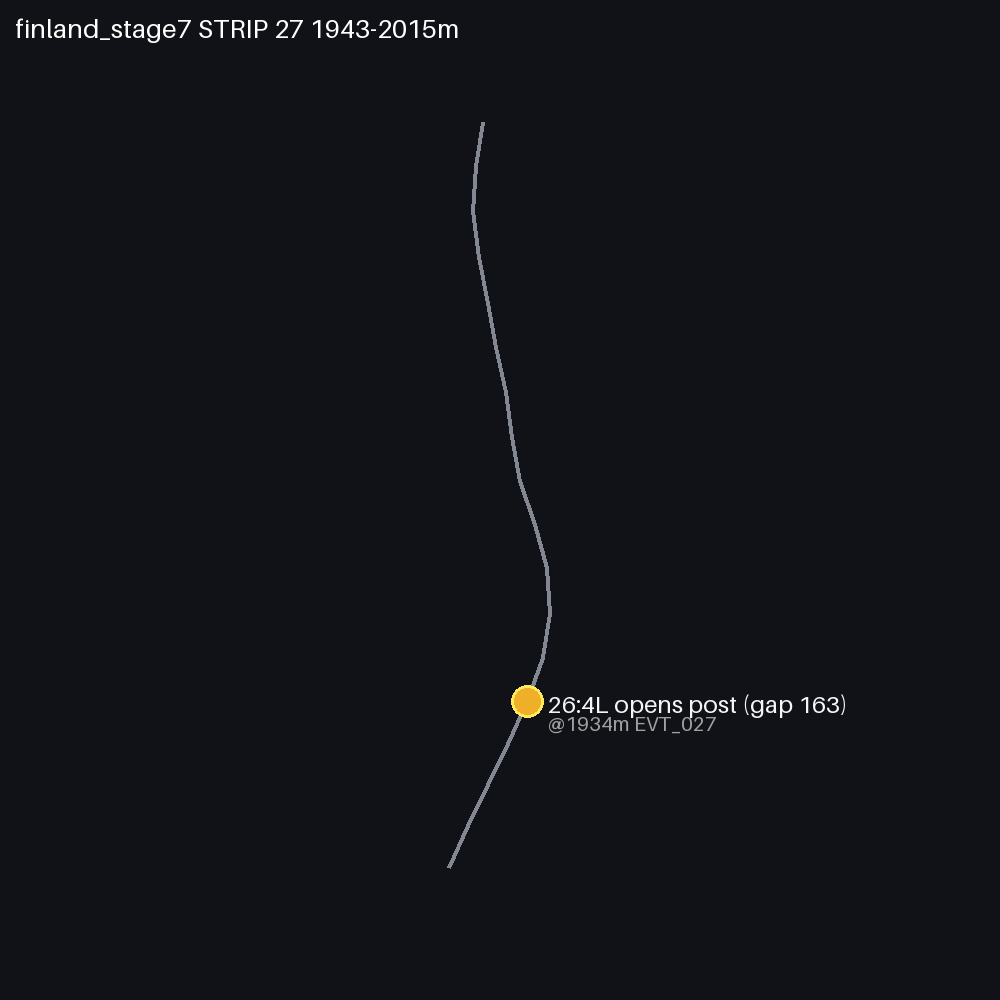 finland_stage7 STRIP 27 1943-2015m
26:4L opens post (gap 163)
@1934m EVT_027